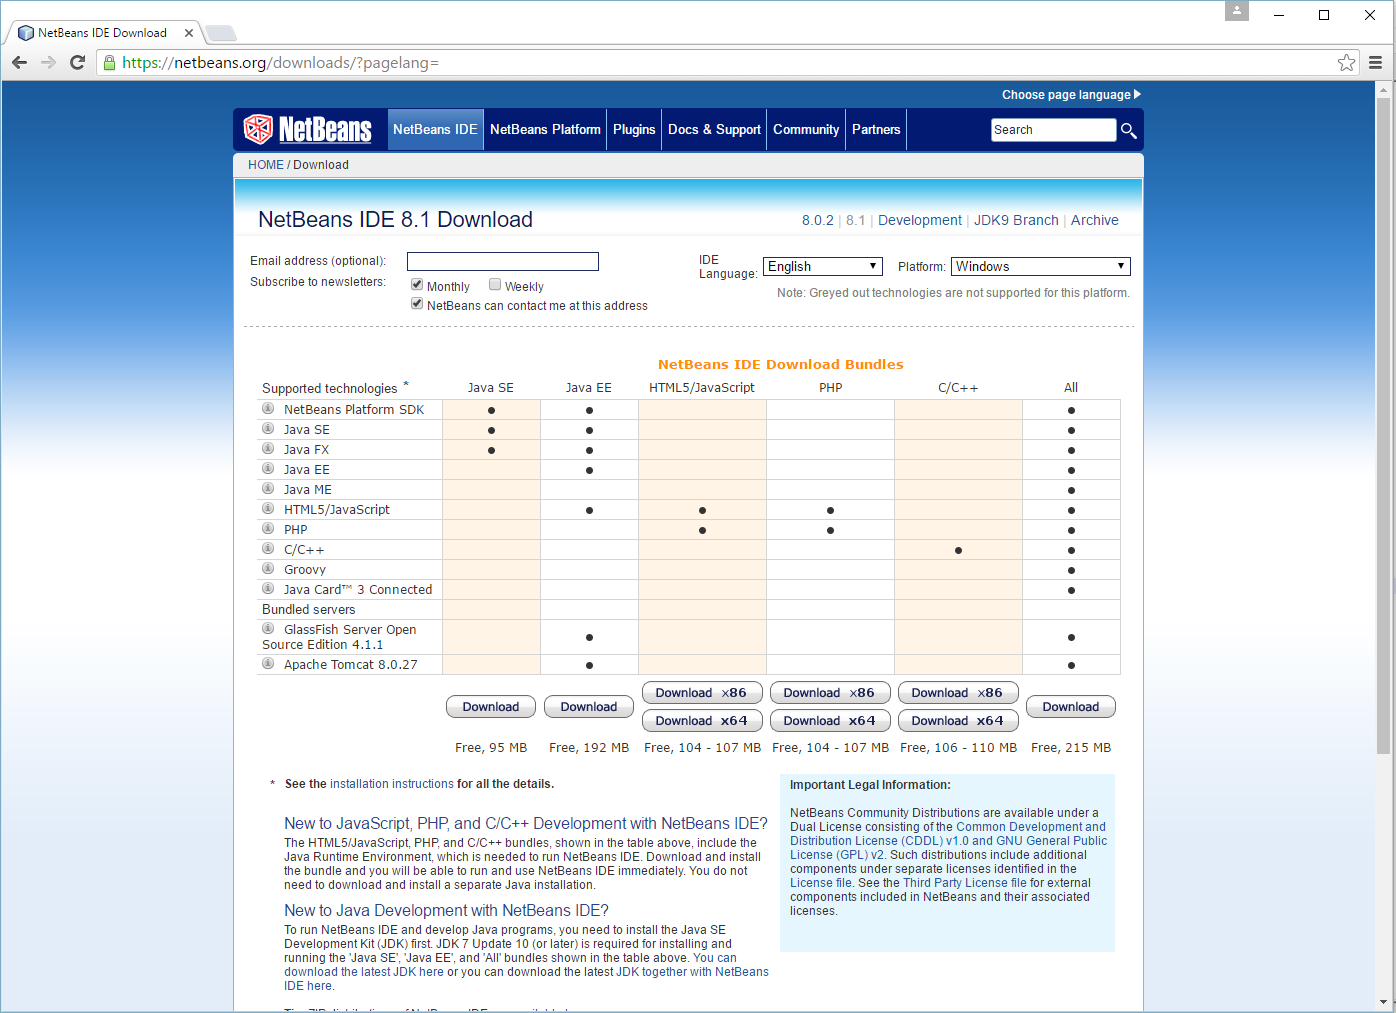 NetBeans IDE Download
https://netbeans.org/downloads/?pagelang=
Choose page language
NetBeans
NetBeans IDE
NetBeans Platform
Plugins
Docs & Support
Community
Partners
Search
HOME / Download
NetBeans IDE 8.1 Download
8.0.2 | 8.1 | Development | JDK9 Branch | Archive
Email address (optional):
Subscribe to newsletters:
Monthly Weekly
NetBeans can contact me at this address
IDE
Language: English
Platform: Windows
Note: Greyed out technologies are not supported for this platform.
NetBeans IDE Download Bundles
Supported technologies * Java SE Java EE HTML5/JavaScript PHP C/C++ All
NetBeans Platform SDK
Java SE
Java FX
Java EE
Java ME
HTML5/JavaScript
PHP
C/C++
Groovy
Java Card™ 3 Connected
Bundled servers
GlassFish Server Open
Source Edition 4.1.1
Apache Tomcat 8.0.27
Download Download Download x86 Download x86 Download x86 Download
Download x64 Download x64 Download x64
Free, 95 MB Free, 192 MB Free, 104 - 107 MB Free, 104 - 107 MB Free, 106 - 110 MB Free, 215 MB
* See the installation instructions for all the details.
New to JavaScript, PHP, and C/C++ Development with NetBeans IDE?
The HTML5/JavaScript, PHP, and C/C++ bundles, shown in the table above, include the
Java Runtime Environment, which is needed to run NetBeans IDE. Download and install
the bundle and you will be able to run and use NetBeans IDE immediately. You do not
need to download and install a separate Java installation.
New to Java Development with NetBeans IDE?
To run NetBeans IDE and develop Java programs, you need to install the Java SE
Development Kit (JDK) first. JDK 7 Update 10 (or later) is required for installing and
running the 'Java SE', 'Java EE', and 'All' bundles shown in the table above. You can
download the latest JDK here or you can download the latest JDK together with NetBeans
IDE here.
Important Legal Information:
NetBeans Community Distributions are available under a
Dual License consisting of the Common Development and
Distribution License (CDDL) v1.0 and GNU General Public
License (GPL) v2. Such distributions include additional
components under separate licenses identified in the
License file. See the Third Party License file for external
components included in NetBeans and their associated
licenses.